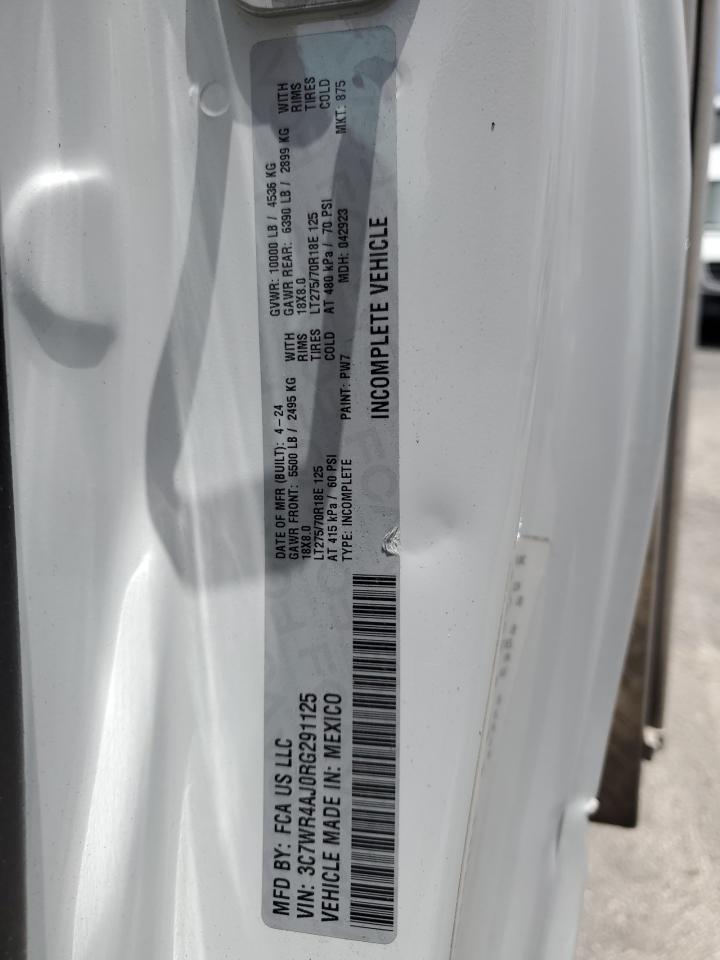 MFD BY: FCA US LLC
VIN: 3C7WR4AJ0RG291125
VEHICLE MADE IN: MEXICO
DATE OF MFR (BUILT): 4-24
GAWR FRONT: 5500 LB / 2495 KG WITH
18X8.0 RIMS
LT275/70R18E 125 TIRES
AT 415 kPa / 60 PSI COLD
TYPE: INCOMPLETE PAINT: PW7
GVWR: 10000 LB / 4536 KG
GAWR REAR: 6390 LB / 2899 KG WITH
18X8.0 RIMS
LT275/70R18E 125 TIRES
AT 480 kPa / 70 PSI COLD
MDH: 042923 MKT: 875
INCOMPLETE VEHICLE